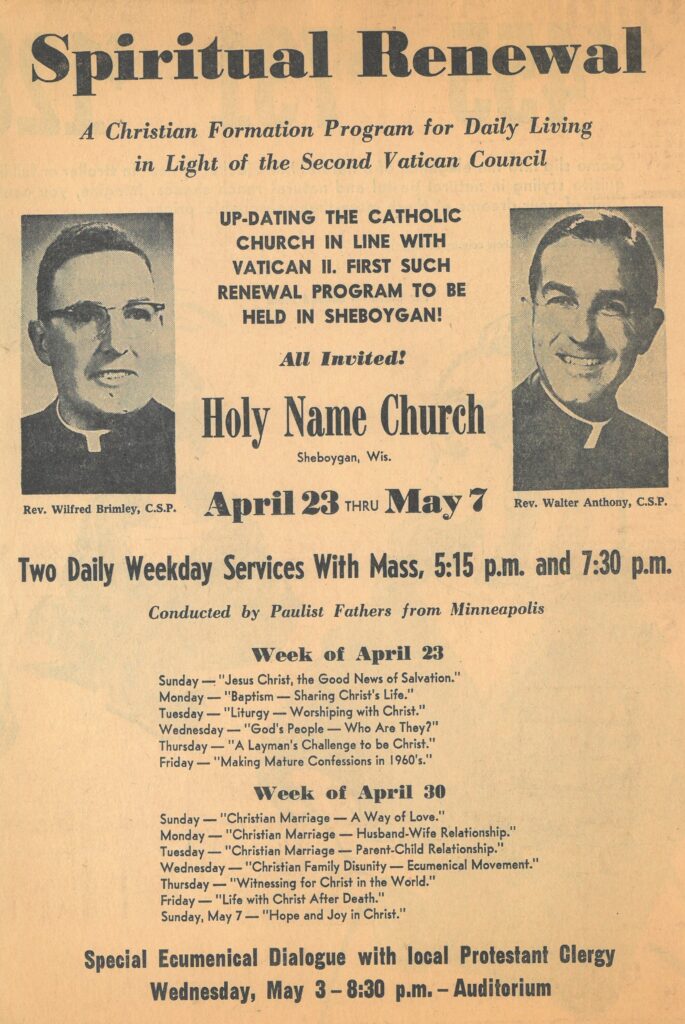 Spiritual Renewal
A Christian Formation Program for Daily Living
in Light of the Second Vatican Council
UP-DATING THE CATHOLIC
CHURCH IN LINE WITH
VATICAN II. FIRST SUCH
RENEWAL PROGRAM TO BE
HELD IN SHEBOYGAN!
All Invited!
Holy Name Church
Sheboygan, Wis.
April 23 THRU May 7
Rev. Wilfred Brimley, C.S.P.
Rev. Walter Anthony, C.S.P.
Two Daily Weekday Services With Mass, 5:15 p.m. and 7:30 p.m.
Conducted by Paulist Fathers from Minneapolis
Week of April 23
Sunday — "Jesus Christ, the Good News of Salvation."
Monday — "Baptism — Sharing Christ's Life."
Tuesday — "Liturgy — Worshiping with Christ."
Wednesday — "God's People — Who Are They?"
Thursday — "A Layman's Challenge to be Christ."
Friday — "Making Mature Confessions in 1960's."
Week of April 30
Sunday — "Christian Marriage — A Way of Love."
Monday — "Christian Marriage — Husband-Wife Relationship."
Tuesday — "Christian Marriage — Parent-Child Relationship."
Wednesday — "Christian Family Disunity — Ecumenical Movement."
Thursday — "Witnessing for Christ in the World."
Friday — "Life with Christ After Death."
Sunday, May 7 — "Hope and Joy in Christ."
Special Ecumenical Dialogue with local Protestant Clergy
Wednesday, May 3 – 8:30 p.m. – Auditorium